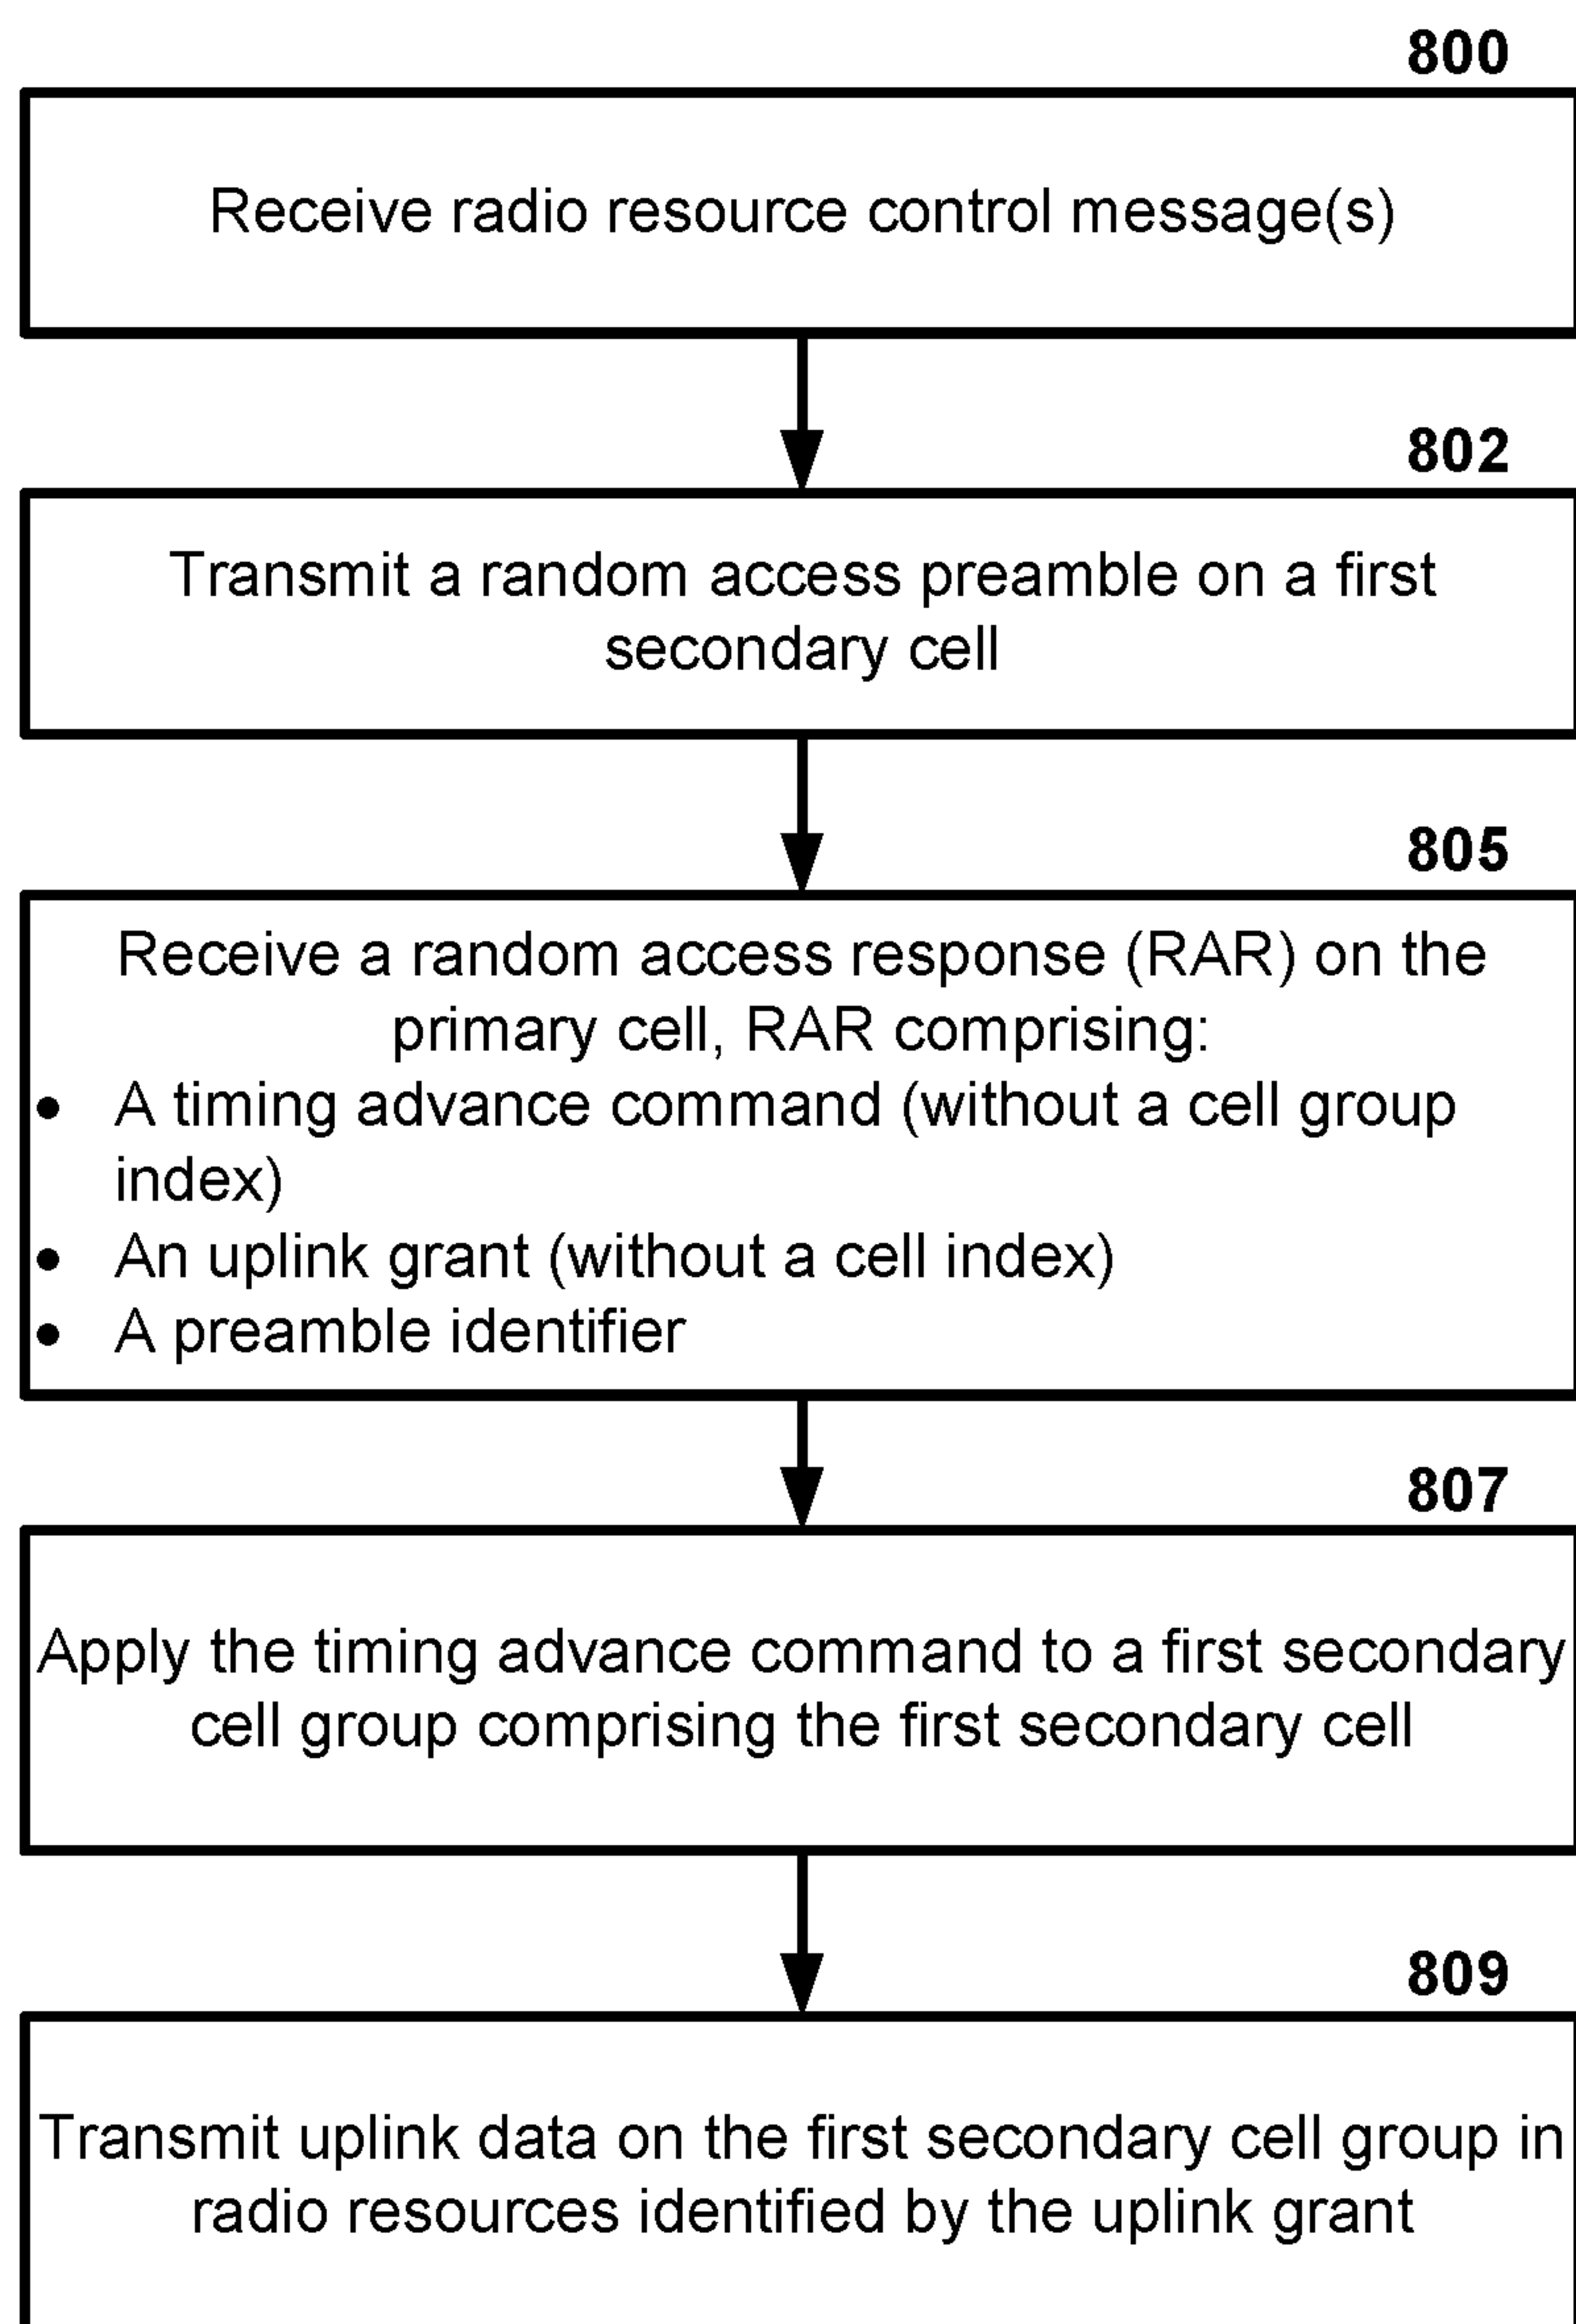 800
Receive radio resource control message(s)
802
Transmit a random access preamble on a first
secondary cell
805
Receive a random access response (RAR) on the
primary cell, RAR comprising:
• A timing advance command (without a cell group
index)
• An uplink grant (without a cell index)
• A preamble identifier
807
Apply the timing advance command to a first secondary
cell group comprising the first secondary cell
809
Transmit uplink data on the first secondary cell group in
radio resources identified by the uplink grant